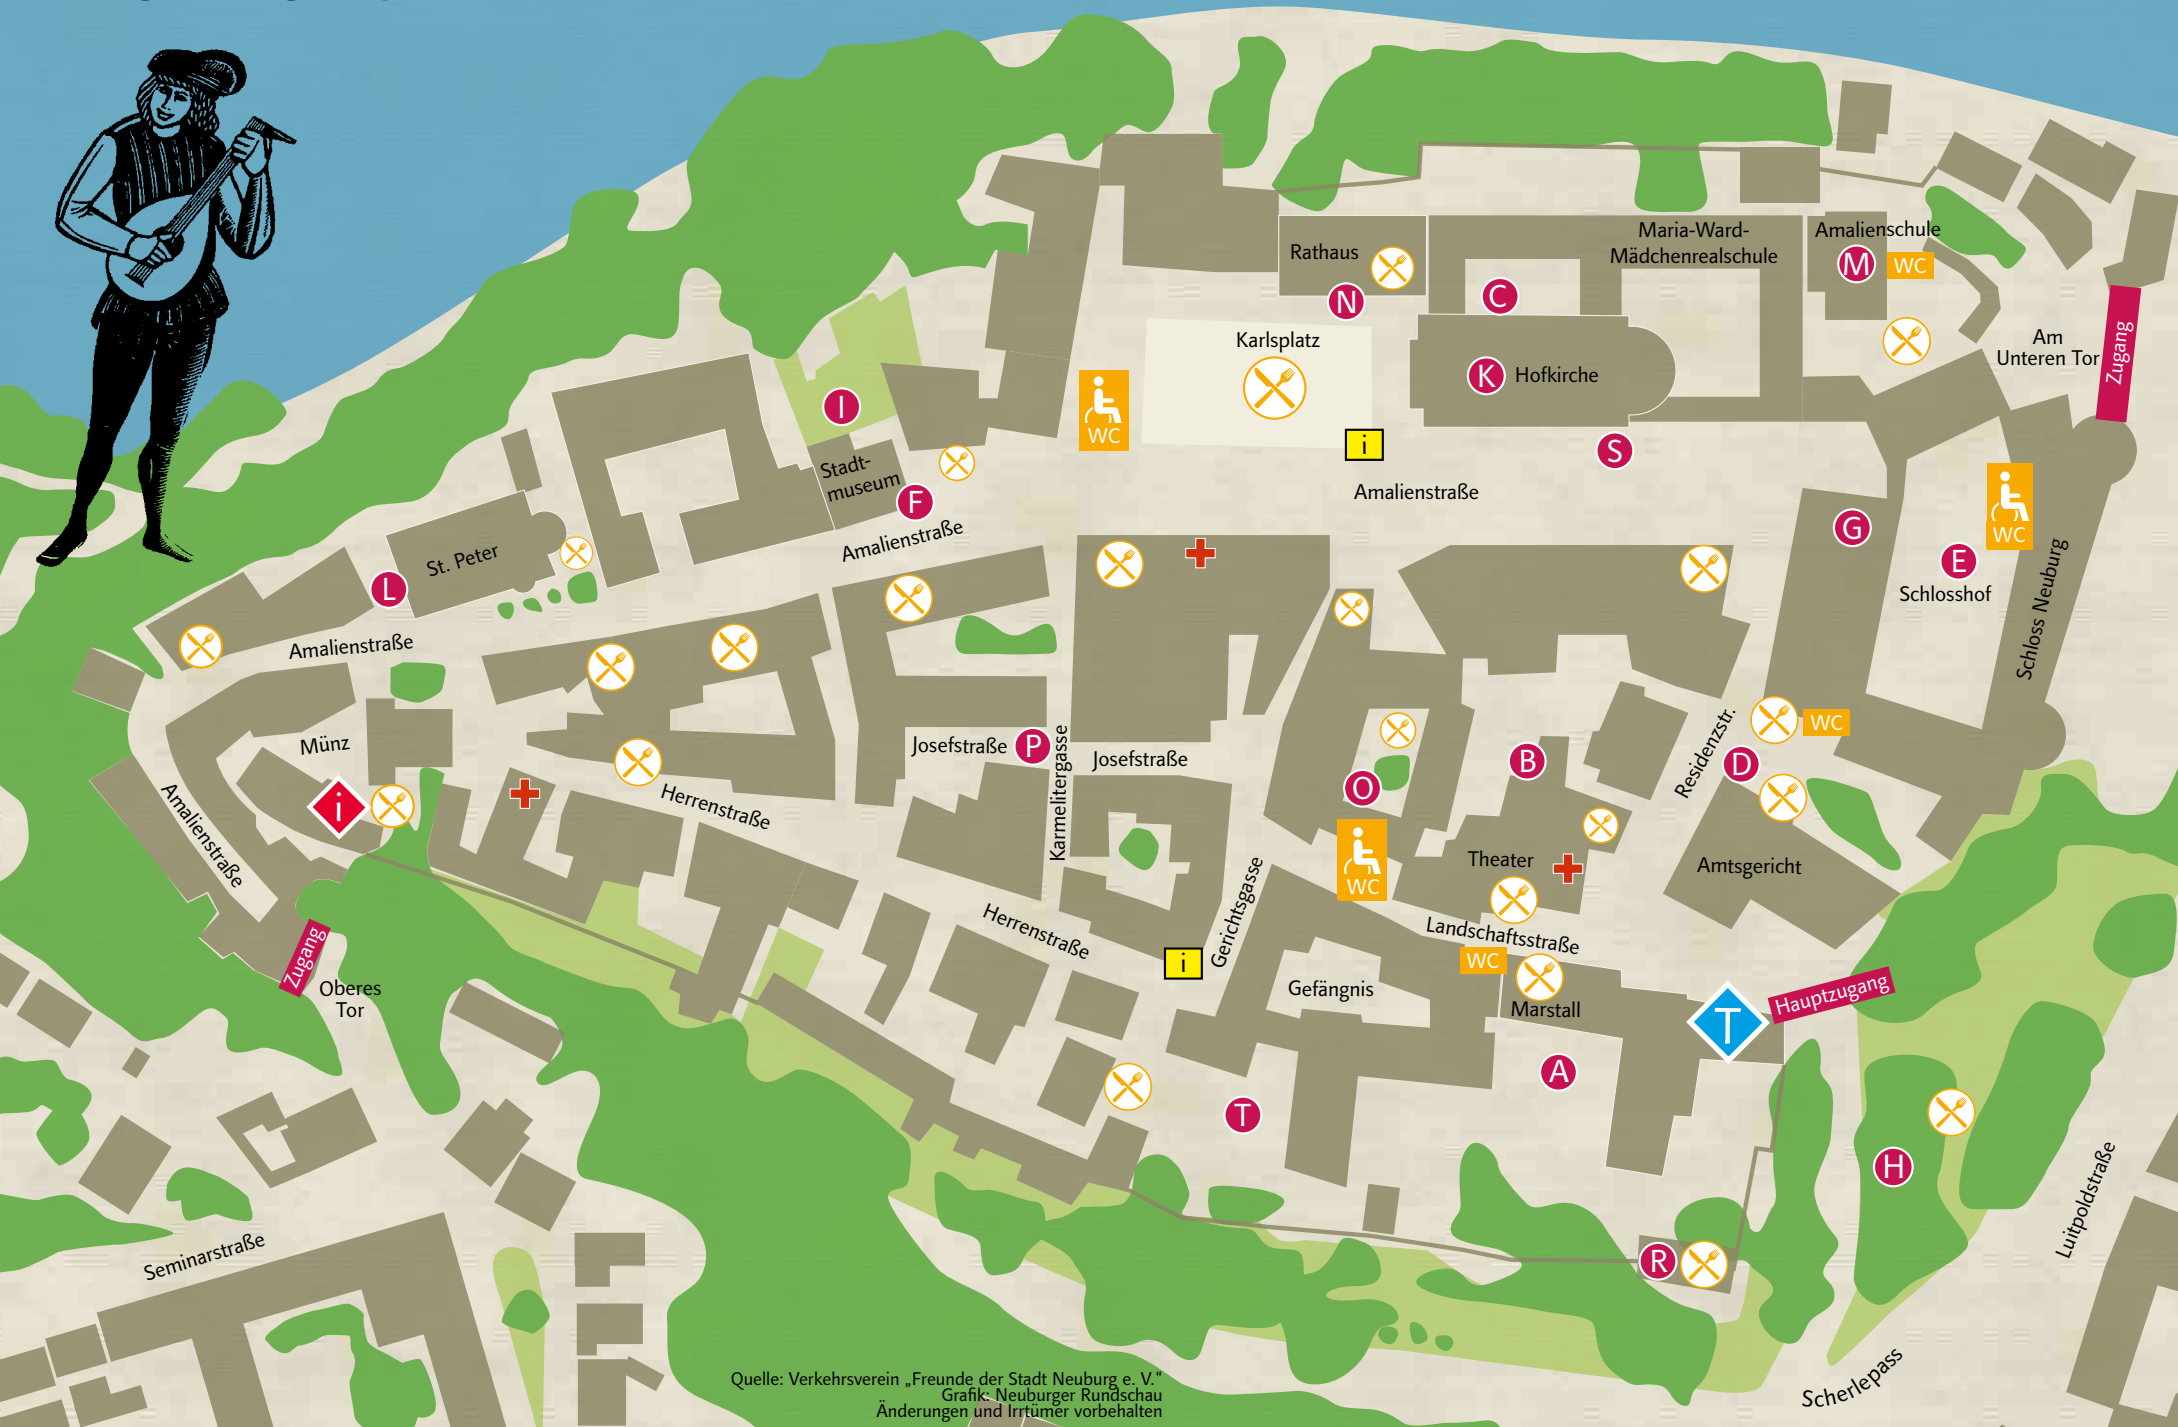 Rathaus
N
Maria-Ward-
Mädchenrealschule
C
Amalienschule
M
WC
Am
Unteren Tor
Zugang
Karlsplatz
K
Hofkirche
WC
i
S
Amalienstraße
I
Stadt-
museum
F
Amalienstraße
St. Peter
L
Amalienstraße
G
WC
E
Schlosshof
Schloss Neuburg
Münz
i
Amalienstraße
Josefstraße
P
Karmelitergasse
Josefstraße
Herrenstraße
B
O
WC
Residenzstr.
D
WC
Theater
Amtsgericht
Landschaftsstraße
WC
Gerichtsgasse
Herrenstraße
i
Gefängnis
Marstall
T
Hauptzugang
Zugang
Oberes
Tor
A
T
H
R
Luitpoldstraße
Scherlepass
Seminarstraße
Quelle: Verkehrsverein „Freunde der Stadt Neuburg e. V.“
Grafik: Neuburger Rundschau
Änderungen und Irrtümer vorbehalten